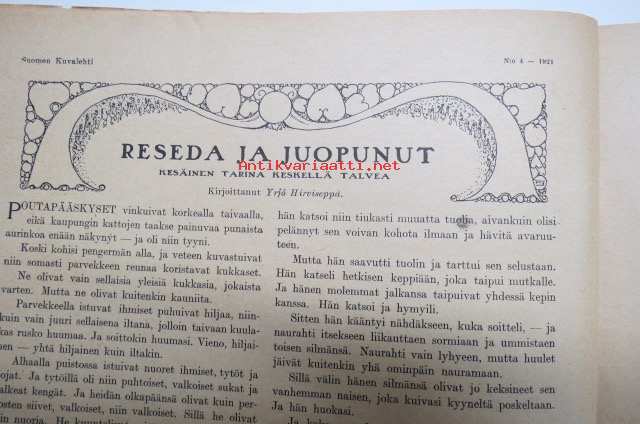 Suomen Kuvalehti
N:o 4 — 1921
RESEDA JA JUOPUNUT
Antikvariaatti.net
KESÄINEN TARINA KESKELLÄ TALVEA
Kirjoittanut Yrjö Hirviseppä.
POUTAPÄÄSKYSET vinkuivat korkealla taivaalla,
eikä kaupungin kattojen taakse painuvaa punaista
aurinkoa enään näkynyt — ja oli niin tyyni.
Koski kohisi pengermän alla, ja veteen kuvastuivat
niin somasti parvekkeen rennaa koristavat kukkaset.
Ne olivat vain sellaisia yleisiä kukkasia, jokaista
varten. Mutta ne olivat kuitenkin kauniita.
Parvekkeella istuvat ihmiset puhuivat hiljaa, niin-
kuin vain juuri sellaisena iltana, jolloin taivaan kuula-
kas rusko huumaa. Ja soittokin huumasi. Vieno, hiljai-
nen — yhtä hiljainen kuin iltakin.
Alhaalla puistossa istuivat nuoret ihmiset, tytöt ja
pojat. Ja tytöillä oli niin puhtoiset, valkoiset sukat ja
valkeat kengät. Ja heidän olkapäänsä olivat kuin per-
hosten siivet, valkoiset, niin valkoiset. Sillä he olivat
niin nuoria. He
hän katsoi niin tiukasti muuatta tuolia, aivankuin olisi
pelännyt sen voivan kohota ilmaan ja hävitä avaruu-
teen.
Mutta hän saavutti tuolin ja tarttui sen selustaan.
Hän katseli hetkisen keppiään, joka taipui mutkalle.
Ja hänen molemmat jalkansa taipuivat yhdessä kepin
kanssa. Hän katsoi ja hymyili.
Sitten hän kääntyi nähdäkseen, kuka soitteli, — ja
naurahti itsekseen liikauttaen sormiaan ja ummistaen
toisen silmänsä. Naurahti vain lyhyeen, mutta huulet
jäivät kuitenkin yhä ominpäin nauramaan.
Sillä välin hänen silmänsä olivat jo keksineet sen
vanhemman naisen, joka kuivasi kyyneltä poskeltaan.
Ja hän huokasi.